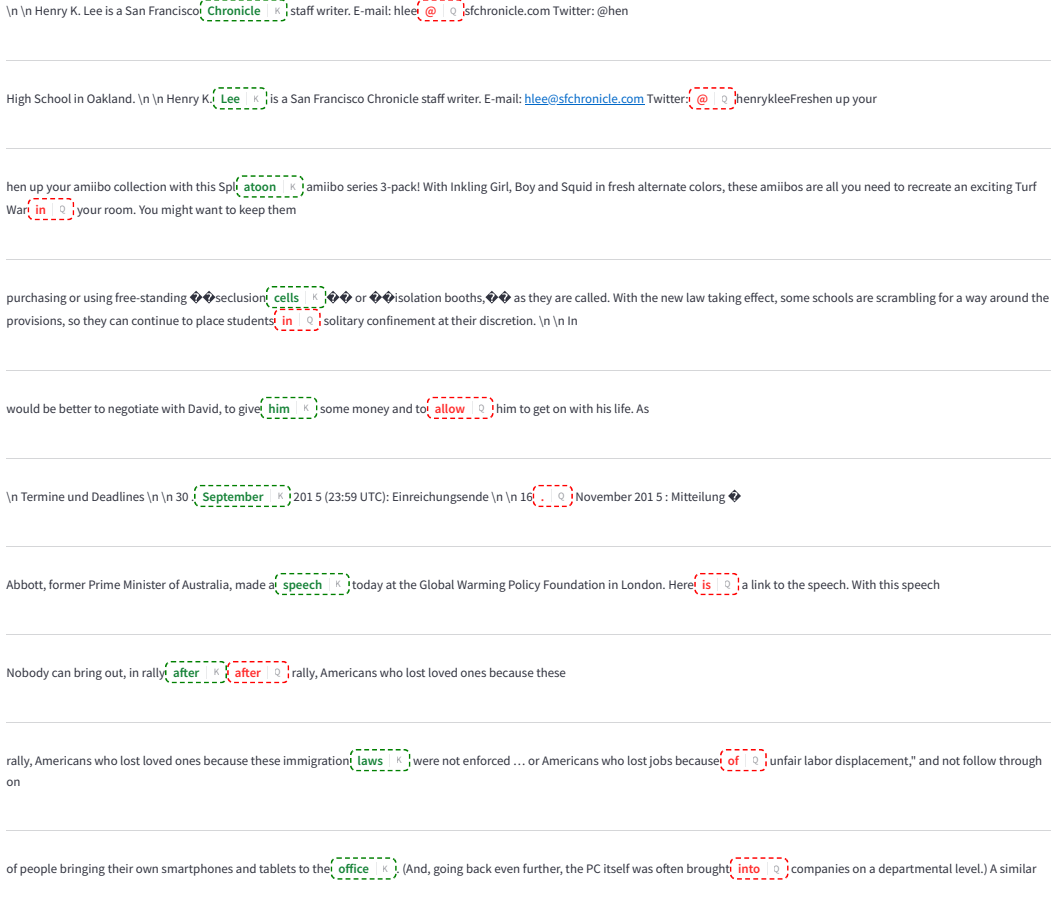 \n \n Henry K. Lee is a San Francisco Chronicle K staff writer. E-mail: hlee @ Q sfchronicle.com Twitter: @hen
High School in Oakland. \n \n Henry K. Lee K is a San Francisco Chronicle staff writer. E-mail: hlee@sfchronicle.com Twitter: @ Q henrykleeFreshen up your
hen up your amiibo collection with this Spl atoon K amiibo series 3-pack! With Inkling Girl, Boy and Squid in fresh alternate colors, these amiibos are all you need to recreate an exciting Turf
War in Q your room. You might want to keep them
purchasing or using free-standing ��seclusion cells K �� or ��isolation booths,�� as they are called. With the new law taking effect, some schools are scrambling for a way around the
provisions, so they can continue to place students in Q solitary confinement at their discretion. \n \n In
would be better to negotiate with David, to give him K some money and to allow Q him to get on with his life. As
\n Termine und Deadlines \n \n 30 . September K 201 5 (23:59 UTC): Einreichungsende \n \n 16 . Q November 201 5 : Mitteilung �
Abbott, former Prime Minister of Australia, made a speech K today at the Global Warming Policy Foundation in London. Here is Q a link to the speech. With this speech
Nobody can bring out, in rally after K after Q rally, Americans who lost loved ones because these
rally, Americans who lost loved ones because these immigration laws K were not enforced … or Americans who lost jobs because of Q unfair labor displacement," and not follow through
on
of people bringing their own smartphones and tablets to the office K . (And, going back even further, the PC itself was often brought into Q companies on a departmental level.) A similar